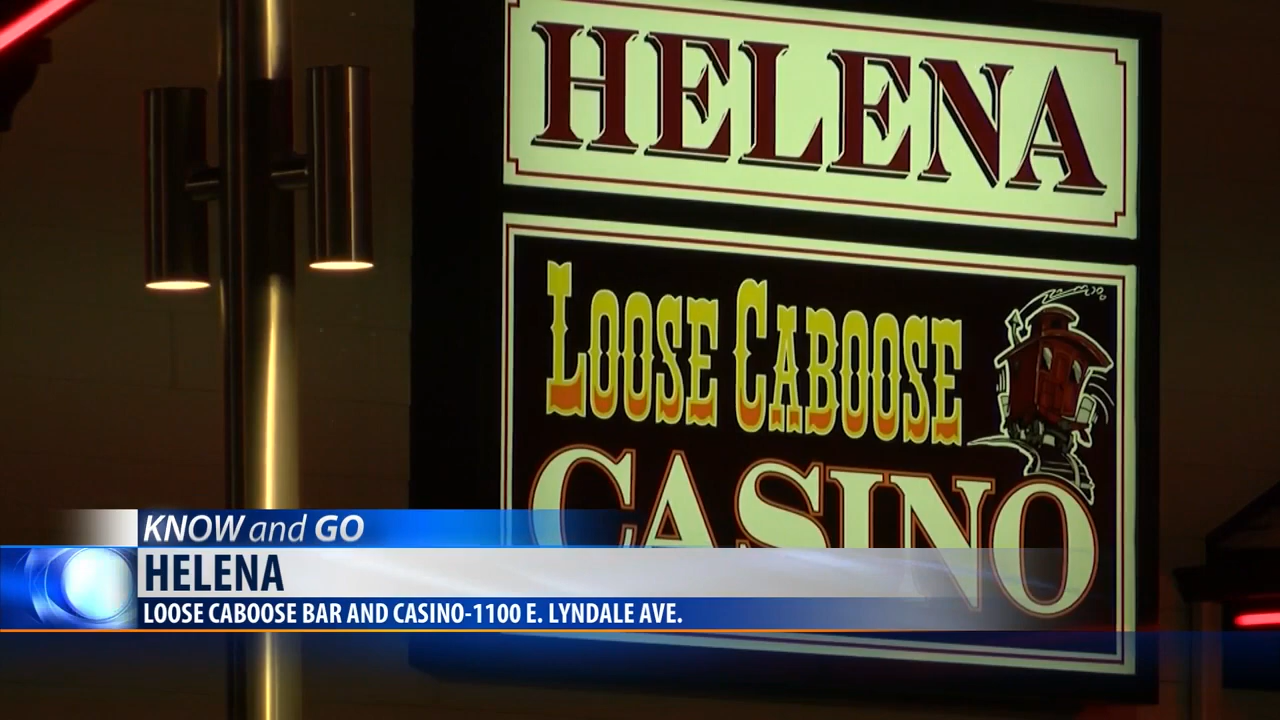 HELENA
LOOSE CABOOSE
CASINO
KNOW and GO
HELENA
LOOSE CABOOSE BAR AND CASINO-1100 E. LYNDALE AVE.